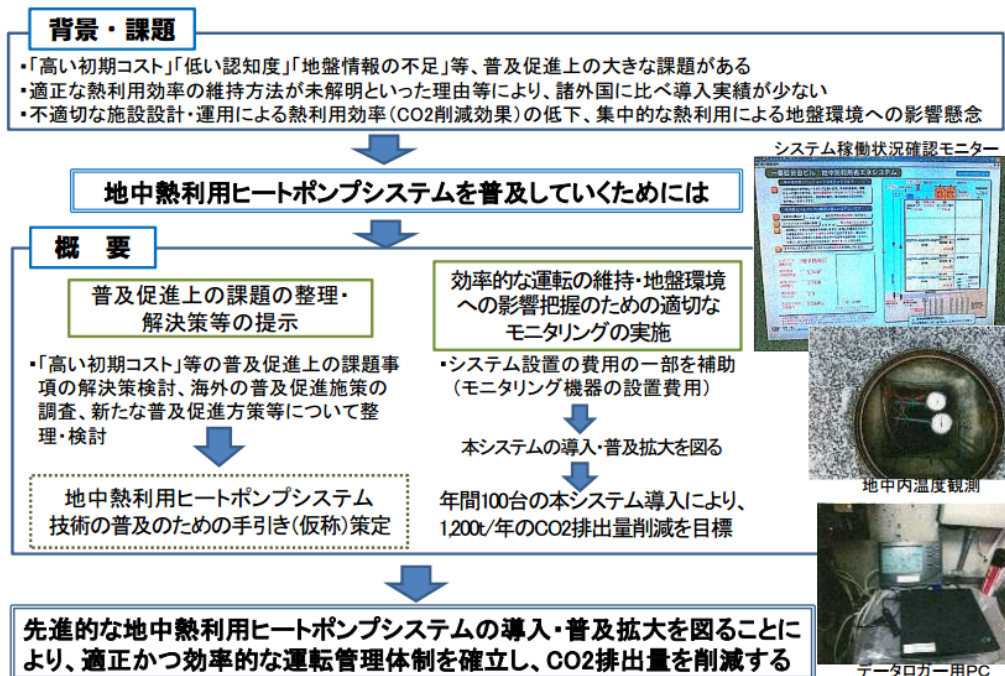 背景・課題
・「高い初期コスト」「低い認知度」「地盤情報の不足」等、普及促進上の大きな課題がある
・適正な熱利用効率の維持方法が未解明といった理由等により、諸外国に比べ導入実績が少ない
・不適切な施設設計・運用による熱利用効率(CO2削減効果)の低下、集中的な熱利用による地盤環境への影響懸念
システム稼働状況確認モニター
地中熱利用ヒートポンプシステムを普及していくためには
概 要
普及促進上の課題の整理・
解決策等の提示
・「高い初期コスト」等の普及促進上の課題事
項の解決策検討、海外の普及促進施策の
調査、新たな普及促進方策等について整
理・検討
地中熱利用ヒートポンプシステム
技術の普及のための手引き(仮称)策定
効率的な運転の維持・地盤環境
への影響把握のための適切な
モニタリングの実施
・システム設置の費用の一部を補助
(モニタリング機器の設置費用)
本システムの導入・普及拡大を図る
年間100台の本システム導入により、
1,200t/年のCO2排出量削減を目標
地中内温度観測
データロガー用PC
先進的な地中熱利用ヒートポンプシステムの導入・普及拡大を図ることに
より、適正かつ効率的な運転管理体制を確立し、CO2排出量を削減する